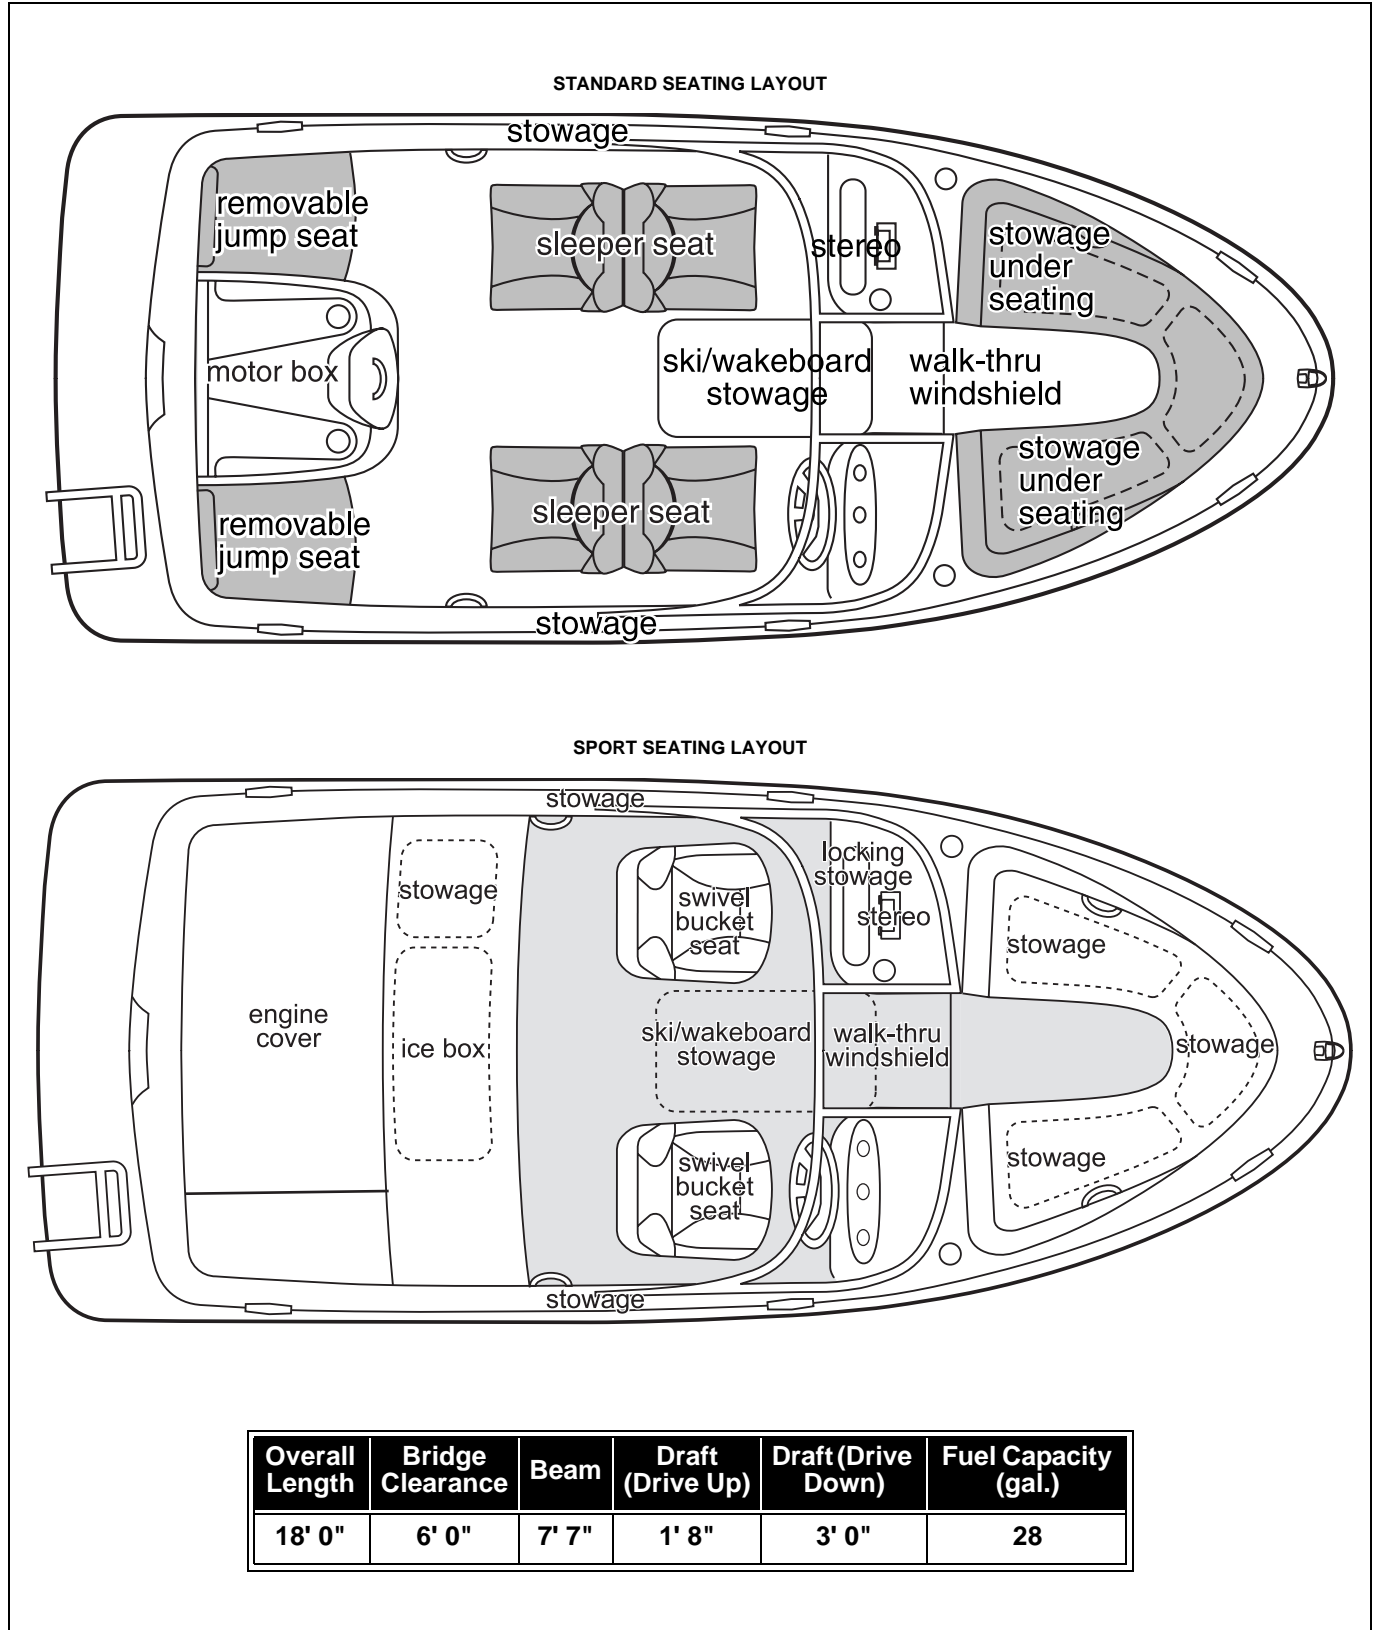 STANDARD SEATING LAYOUT
stowage
removable
jump seat
sleeper seat
stereo
stowage
under
seating
motor box
ski/wakeboard
stowage
walk-thru
windshield
removable
jump seat
sleeper seat
stowage
under
seating
stowage
SPORT SEATING LAYOUT
stowage
stowage
swivel
bucket
seat
locking
stowage
stereo
stowage
engine
cover
ice box
ski/wakeboard
stowage
walk-thru
windshield
stowage
swivel
bucket
seat
stowage
stowage
Overall Length
Bridge Clearance
Beam
Draft (Drive Up)
Draft (Drive Down)
Fuel Capacity (gal.)
18' 0" 6' 0" 7' 7" 1' 8" 3' 0" 28